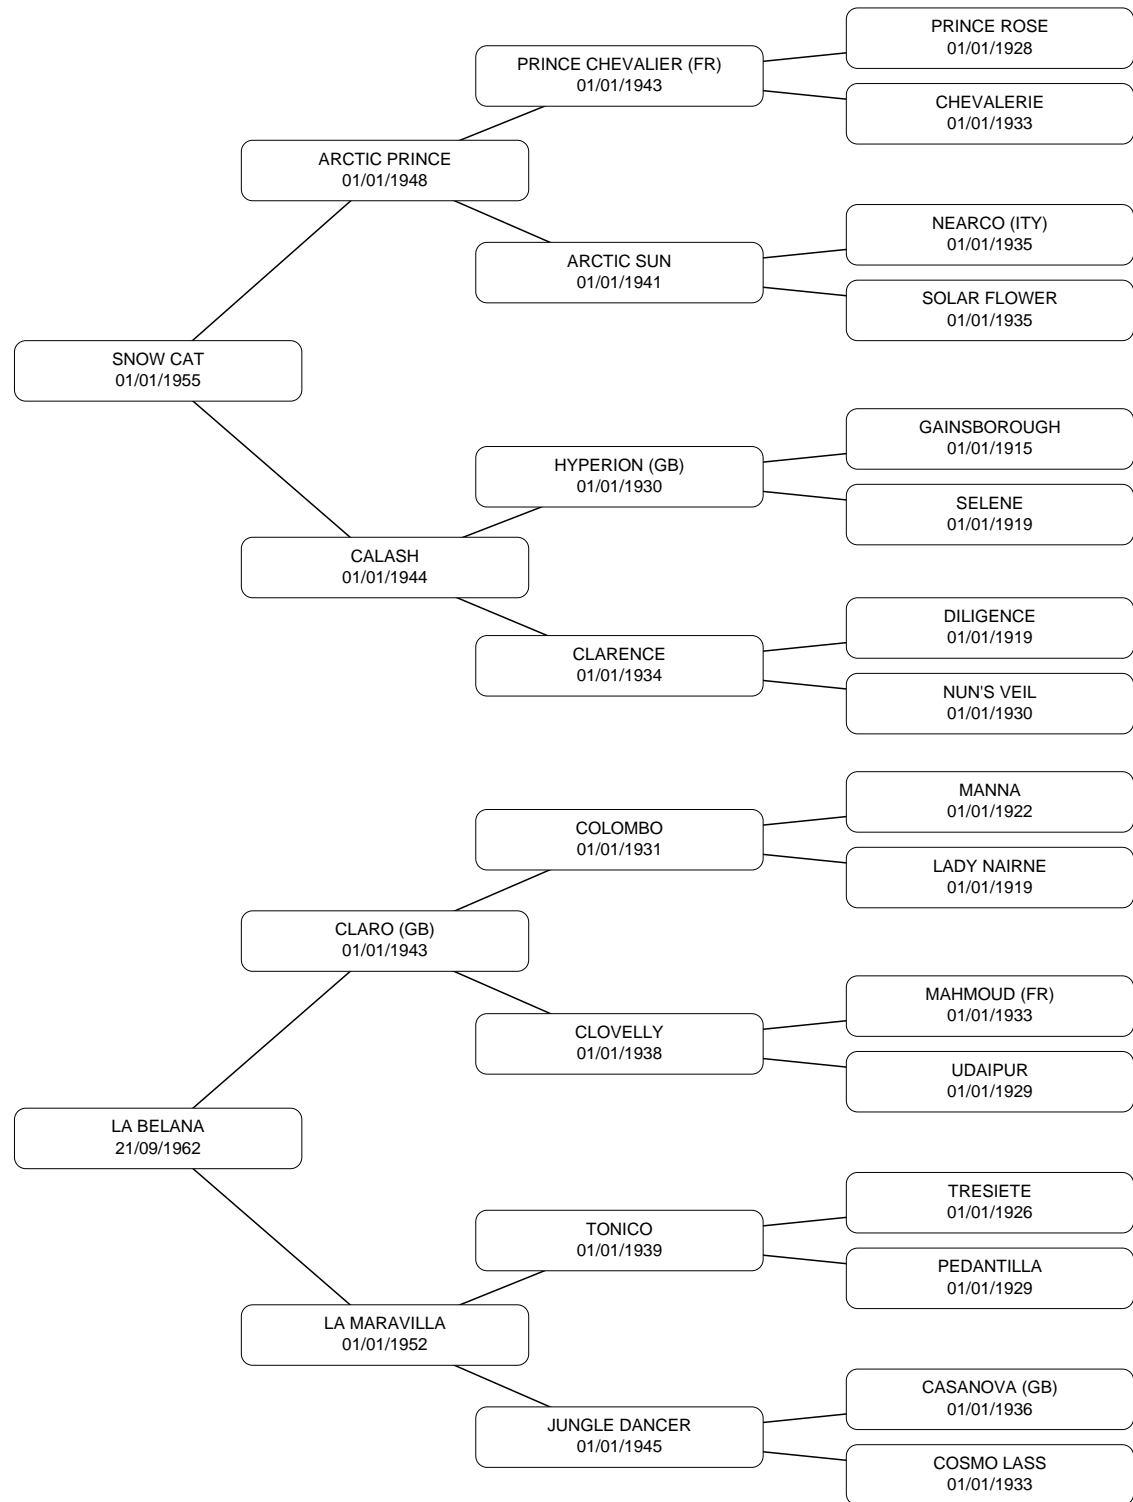 PRINCE ROSE
01/01/1928
PRINCE CHEVALIER (FR)
01/01/1943
CHEVALERIE
01/01/1933
ARCTIC PRINCE
01/01/1948
NEARCO (ITY)
01/01/1935
ARCTIC SUN
01/01/1941
SOLAR FLOWER
01/01/1935
SNOW CAT
01/01/1955
GAINSBOROUGH
01/01/1915
HYPERION (GB)
01/01/1930
SELENE
01/01/1919
CALASH
01/01/1944
DILIGENCE
01/01/1919
CLARENCE
01/01/1934
NUN'S VEIL
01/01/1930
MANNA
01/01/1922
COLOMBO
01/01/1931
LADY NAIRNE
01/01/1919
CLARO (GB)
01/01/1943
MAHMOUD (FR)
01/01/1933
CLOVELLY
01/01/1938
UDAIPUR
01/01/1929
LA BELANA
21/09/1962
TRESIETE
01/01/1926
TONICO
01/01/1939
PEDANTILLA
01/01/1929
LA MARAVILLA
01/01/1952
CASANOVA (GB)
01/01/1936
JUNGLE DANCER
01/01/1945
COSMO LASS
01/01/1933